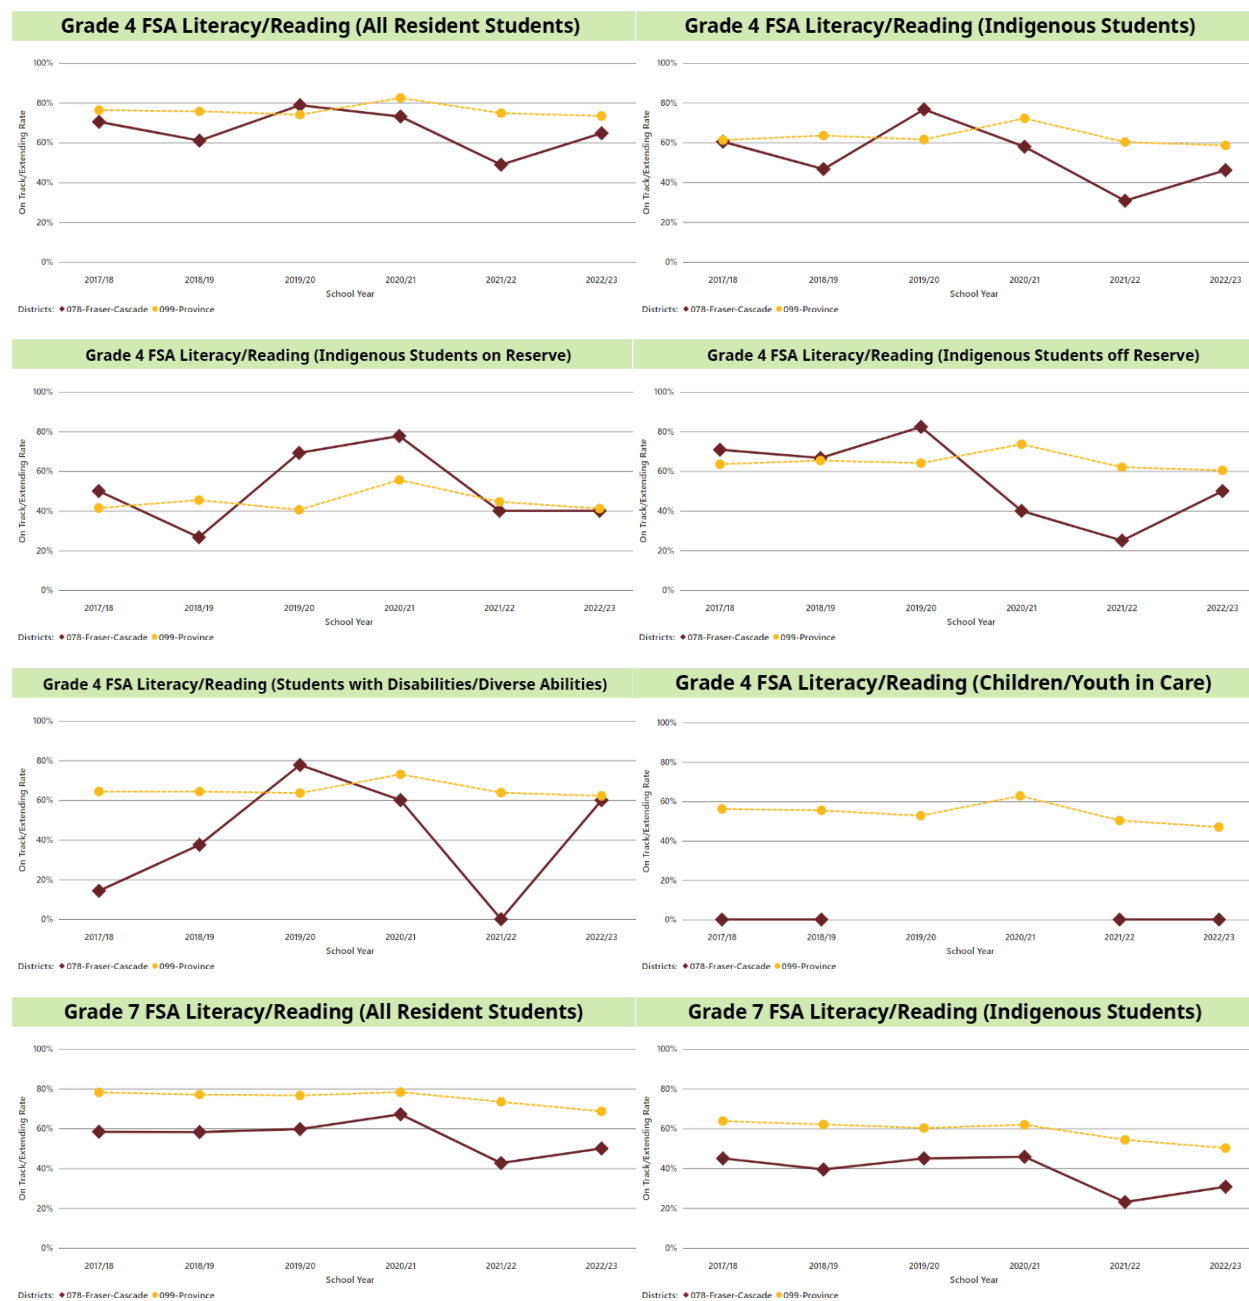 Grade 4 FSA Literacy/Reading (All Resident Students)
On Track/Extending Rate
100%
80%
60%
40%
20%
0%
2017/18 2018/19 2019/20 2020/21 2021/22 2022/23
School Year
Districts: 078-Fraser-Cascade 099-Province
Grade 4 FSA Literacy/Reading (Indigenous Students)
On Track/Extending Rate
100%
80%
60%
40%
20%
0%
2017/18 2018/19 2019/20 2020/21 2021/22 2022/23
School Year
Districts: 078-Fraser-Cascade 099-Province
Grade 4 FSA Literacy/Reading (Indigenous Students on Reserve)
On Track/Extending Rate
100%
80%
60%
40%
20%
0%
2017/18 2018/19 2019/20 2020/21 2021/22 2022/23
School Year
Districts: 078-Fraser-Cascade 099-Province
Grade 4 FSA Literacy/Reading (Indigenous Students off Reserve)
On Track/Extending Rate
100%
80%
60%
40%
20%
0%
2017/18 2018/19 2019/20 2020/21 2021/22 2022/23
School Year
Districts: 078-Fraser-Cascade 099-Province
Grade 4 FSA Literacy/Reading (Students with Disabilities/Diverse Abilities)
On Track/Extending Rate
100%
80%
60%
40%
20%
0%
2017/18 2018/19 2019/20 2020/21 2021/22 2022/23
School Year
Districts: 078-Fraser-Cascade 099-Province
Grade 4 FSA Literacy/Reading (Children/Youth in Care)
On Track/Extending Rate
100%
80%
60%
40%
20%
0%
2017/18 2018/19 2019/20 2020/21 2021/22 2022/23
School Year
Districts: 078-Fraser-Cascade 099-Province
Grade 7 FSA Literacy/Reading (All Resident Students)
On Track/Extending Rate
100%
80%
60%
40%
20%
0%
2017/18 2018/19 2019/20 2020/21 2021/22 2022/23
School Year
Districts: 078-Fraser-Cascade 099-Province
Grade 7 FSA Literacy/Reading (Indigenous Students)
On Track/Extending Rate
100%
80%
60%
40%
20%
0%
2017/18 2018/19 2019/20 2020/21 2021/22 2022/23
School Year
Districts: 078-Fraser-Cascade 099-Province